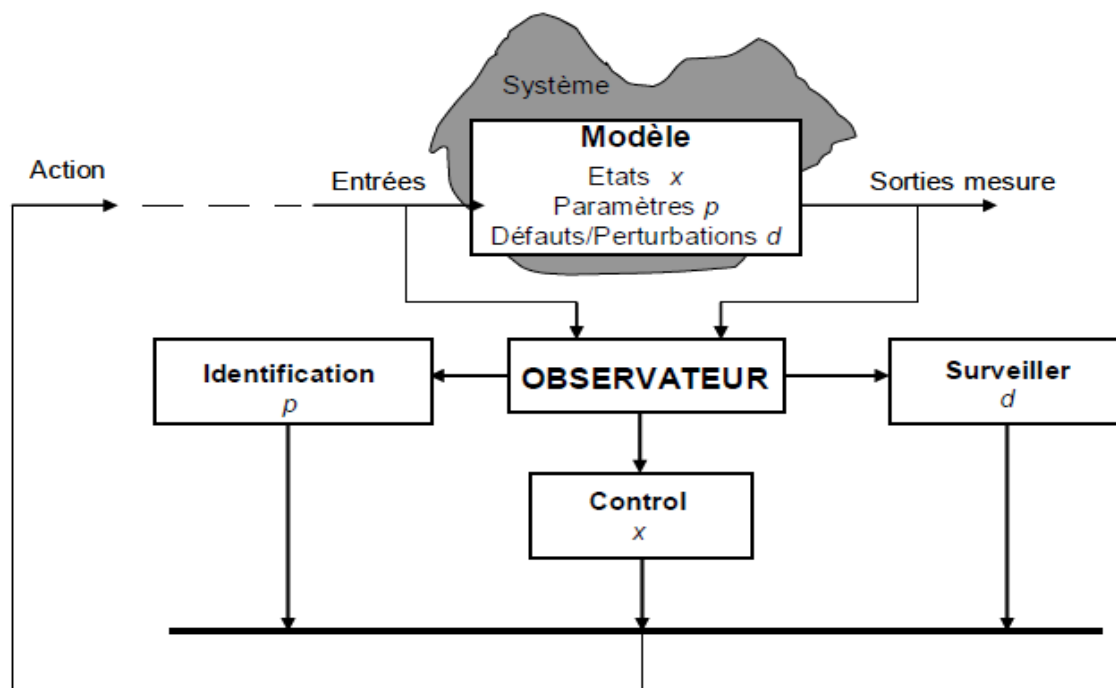 Système
Modèle
Etats x
Paramètres p
Défauts/Perturbations d
Action
Entrées
Sorties mesure
Identification
p
OBSERVATEUR
Surveiller
d
Control
x